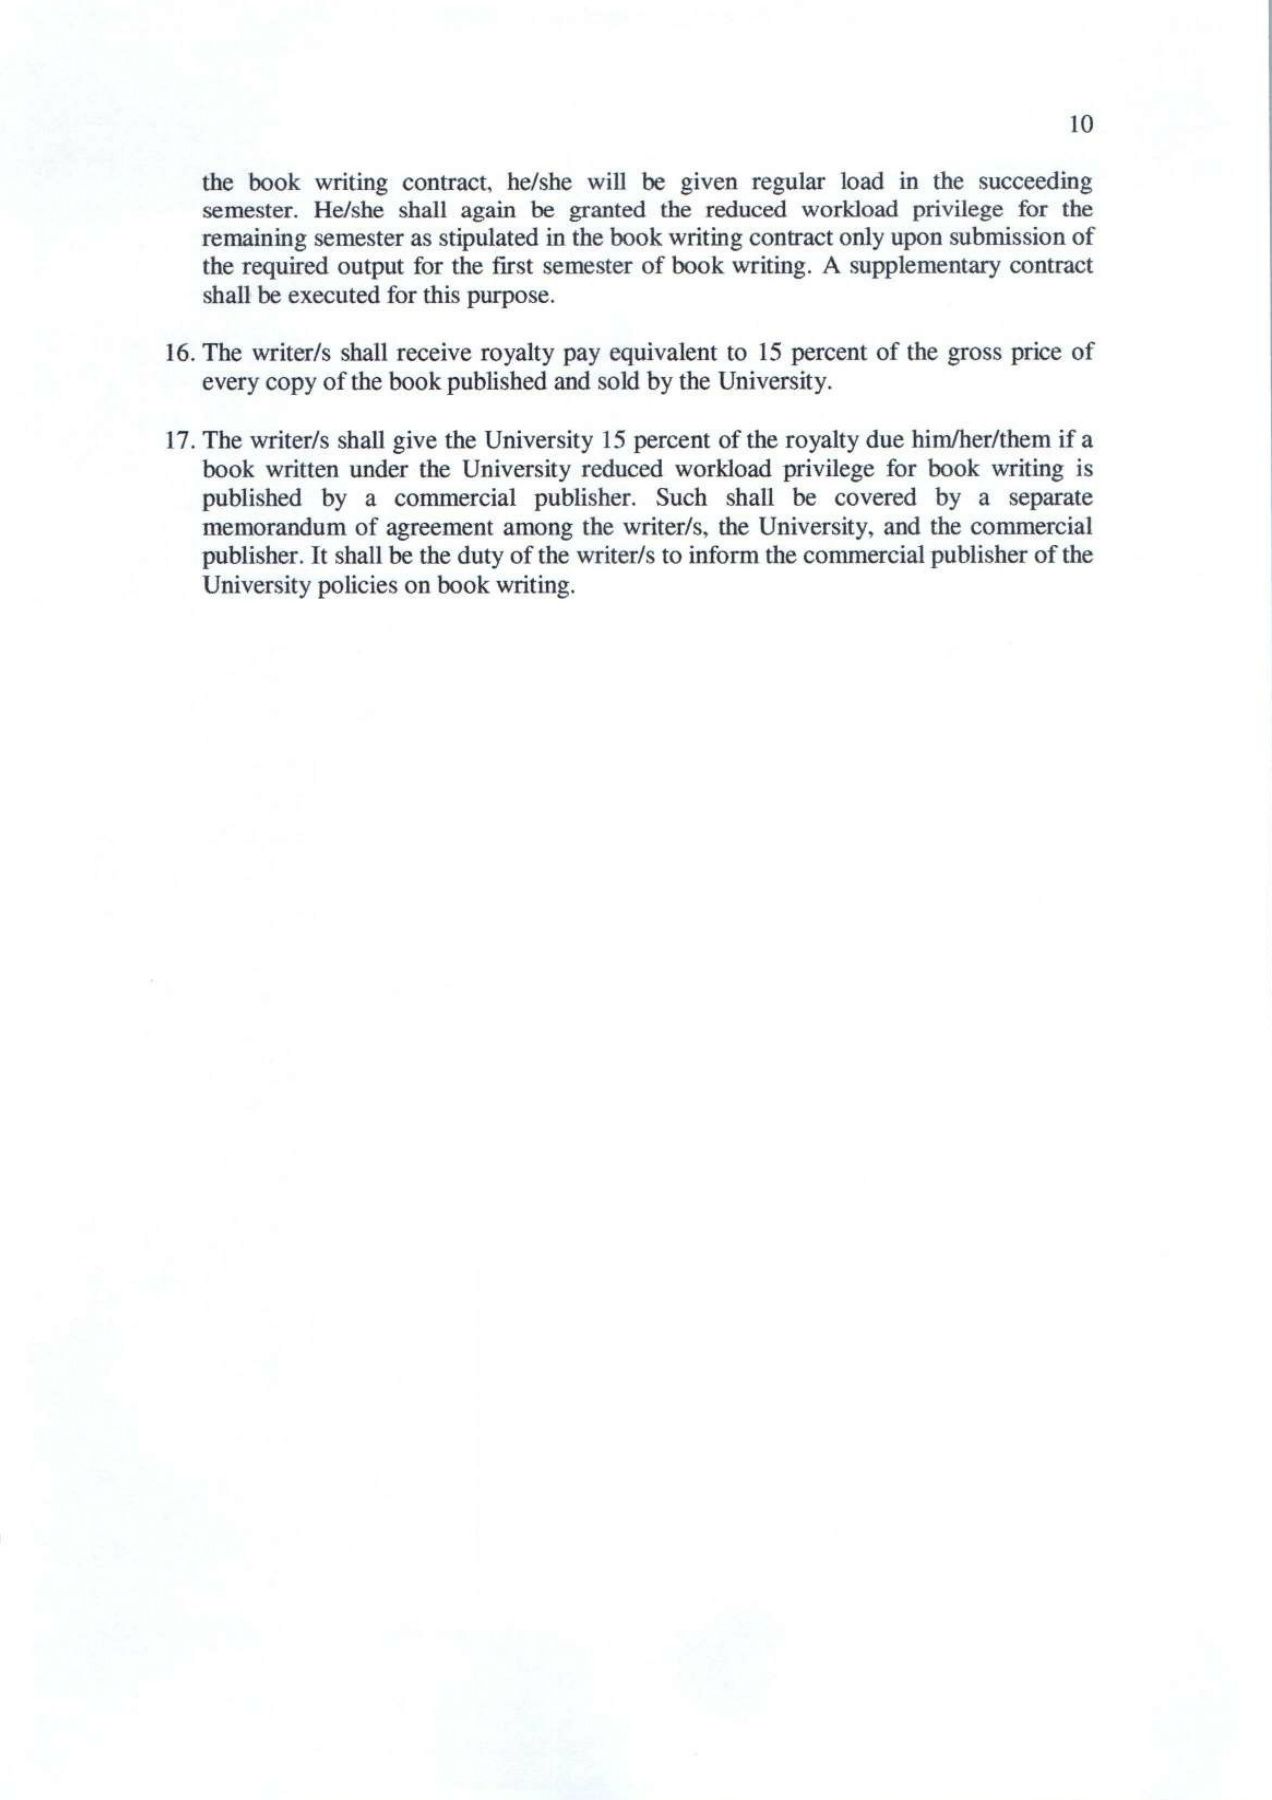 10
the book writing contract, he/she will be given regular load in the succeeding
semester. He/she shall again be granted the reduced workload privilege for the
remaining semester as stipulated in the book writing contract only upon submission of
the required output for the first semester of book writing. A supplementary contract
shall be executed for this purpose.
16. The writer/s shall receive royalty pay equivalent to 15 percent of the gross price of
every copy of the book published and sold by the University.
17. The writer/s shall give the University 15 percent of the royalty due him/her/them if a
book written under the University reduced workload privilege for book writing is
published by a commercial publisher. Such shall be covered by a separate
memorandum of agreement among the writer/s, the University, and the commercial
publisher. It shall be the duty of the writer/s to inform the commercial publisher of the
University policies on book writing.